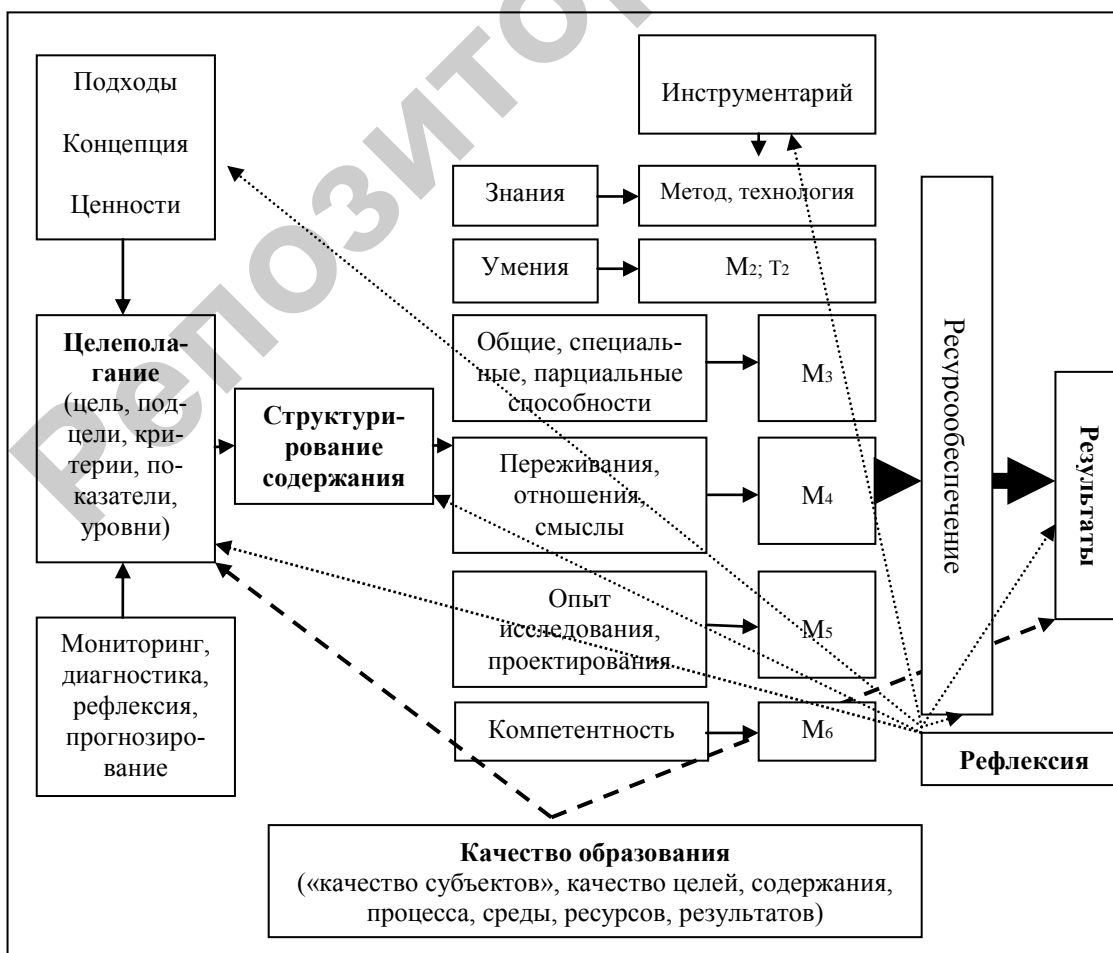 Подходы
Концепция
Ценности
Инструментарий
Знания
Метод, технология
Умения
М2; Т2
Общие, специаль-
ные, парциальные
способности
М3
Целепола-
гание
(цель, под-
цели, кри-
терии, по-
казатели,
уровни)
Структури-
рование
содержания
Переживания,
отношения,
смыслы
М4
Ресурсообеспечение
Результаты
Опыт
исследования,
проектирования
М5
Мониторинг,
диагностика,
рефлексия,
прогнозиро-
вание
Компетентность
М6
Рефлексия
Качество образования
(«качество субъектов», качество целей, содержания,
процесса, среды, ресурсов, результатов)
Репозитор